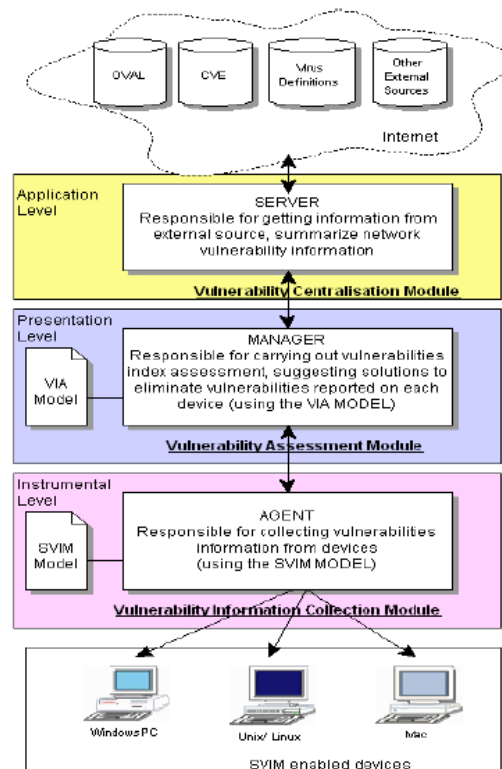 OVAL
CVE
Virus
Definitions
Other
External
Sources
Internet
Application
Level
SERVER
Responsible for getting information from
external source, summarize network
vulnerability information
Vulnerability Centralisation Module
Presentation
Level
VIA
Model
MANAGER
Responsible for carrying out vulnerabilities
index assessment, suggesting solutions to
eliminate vulnerabilities reported on each
device (using the VIA MODEL)
Vulnerability Assessment Module
Instrumental
Level
SVIM
Model
AGENT
Responsible for collecting vulnerabilities
information from devices
(using the SVIM MODEL)
Vulnerability Information Collection Module
Windows PC
Unix/ Linux
Mac
SVIM enabled devices